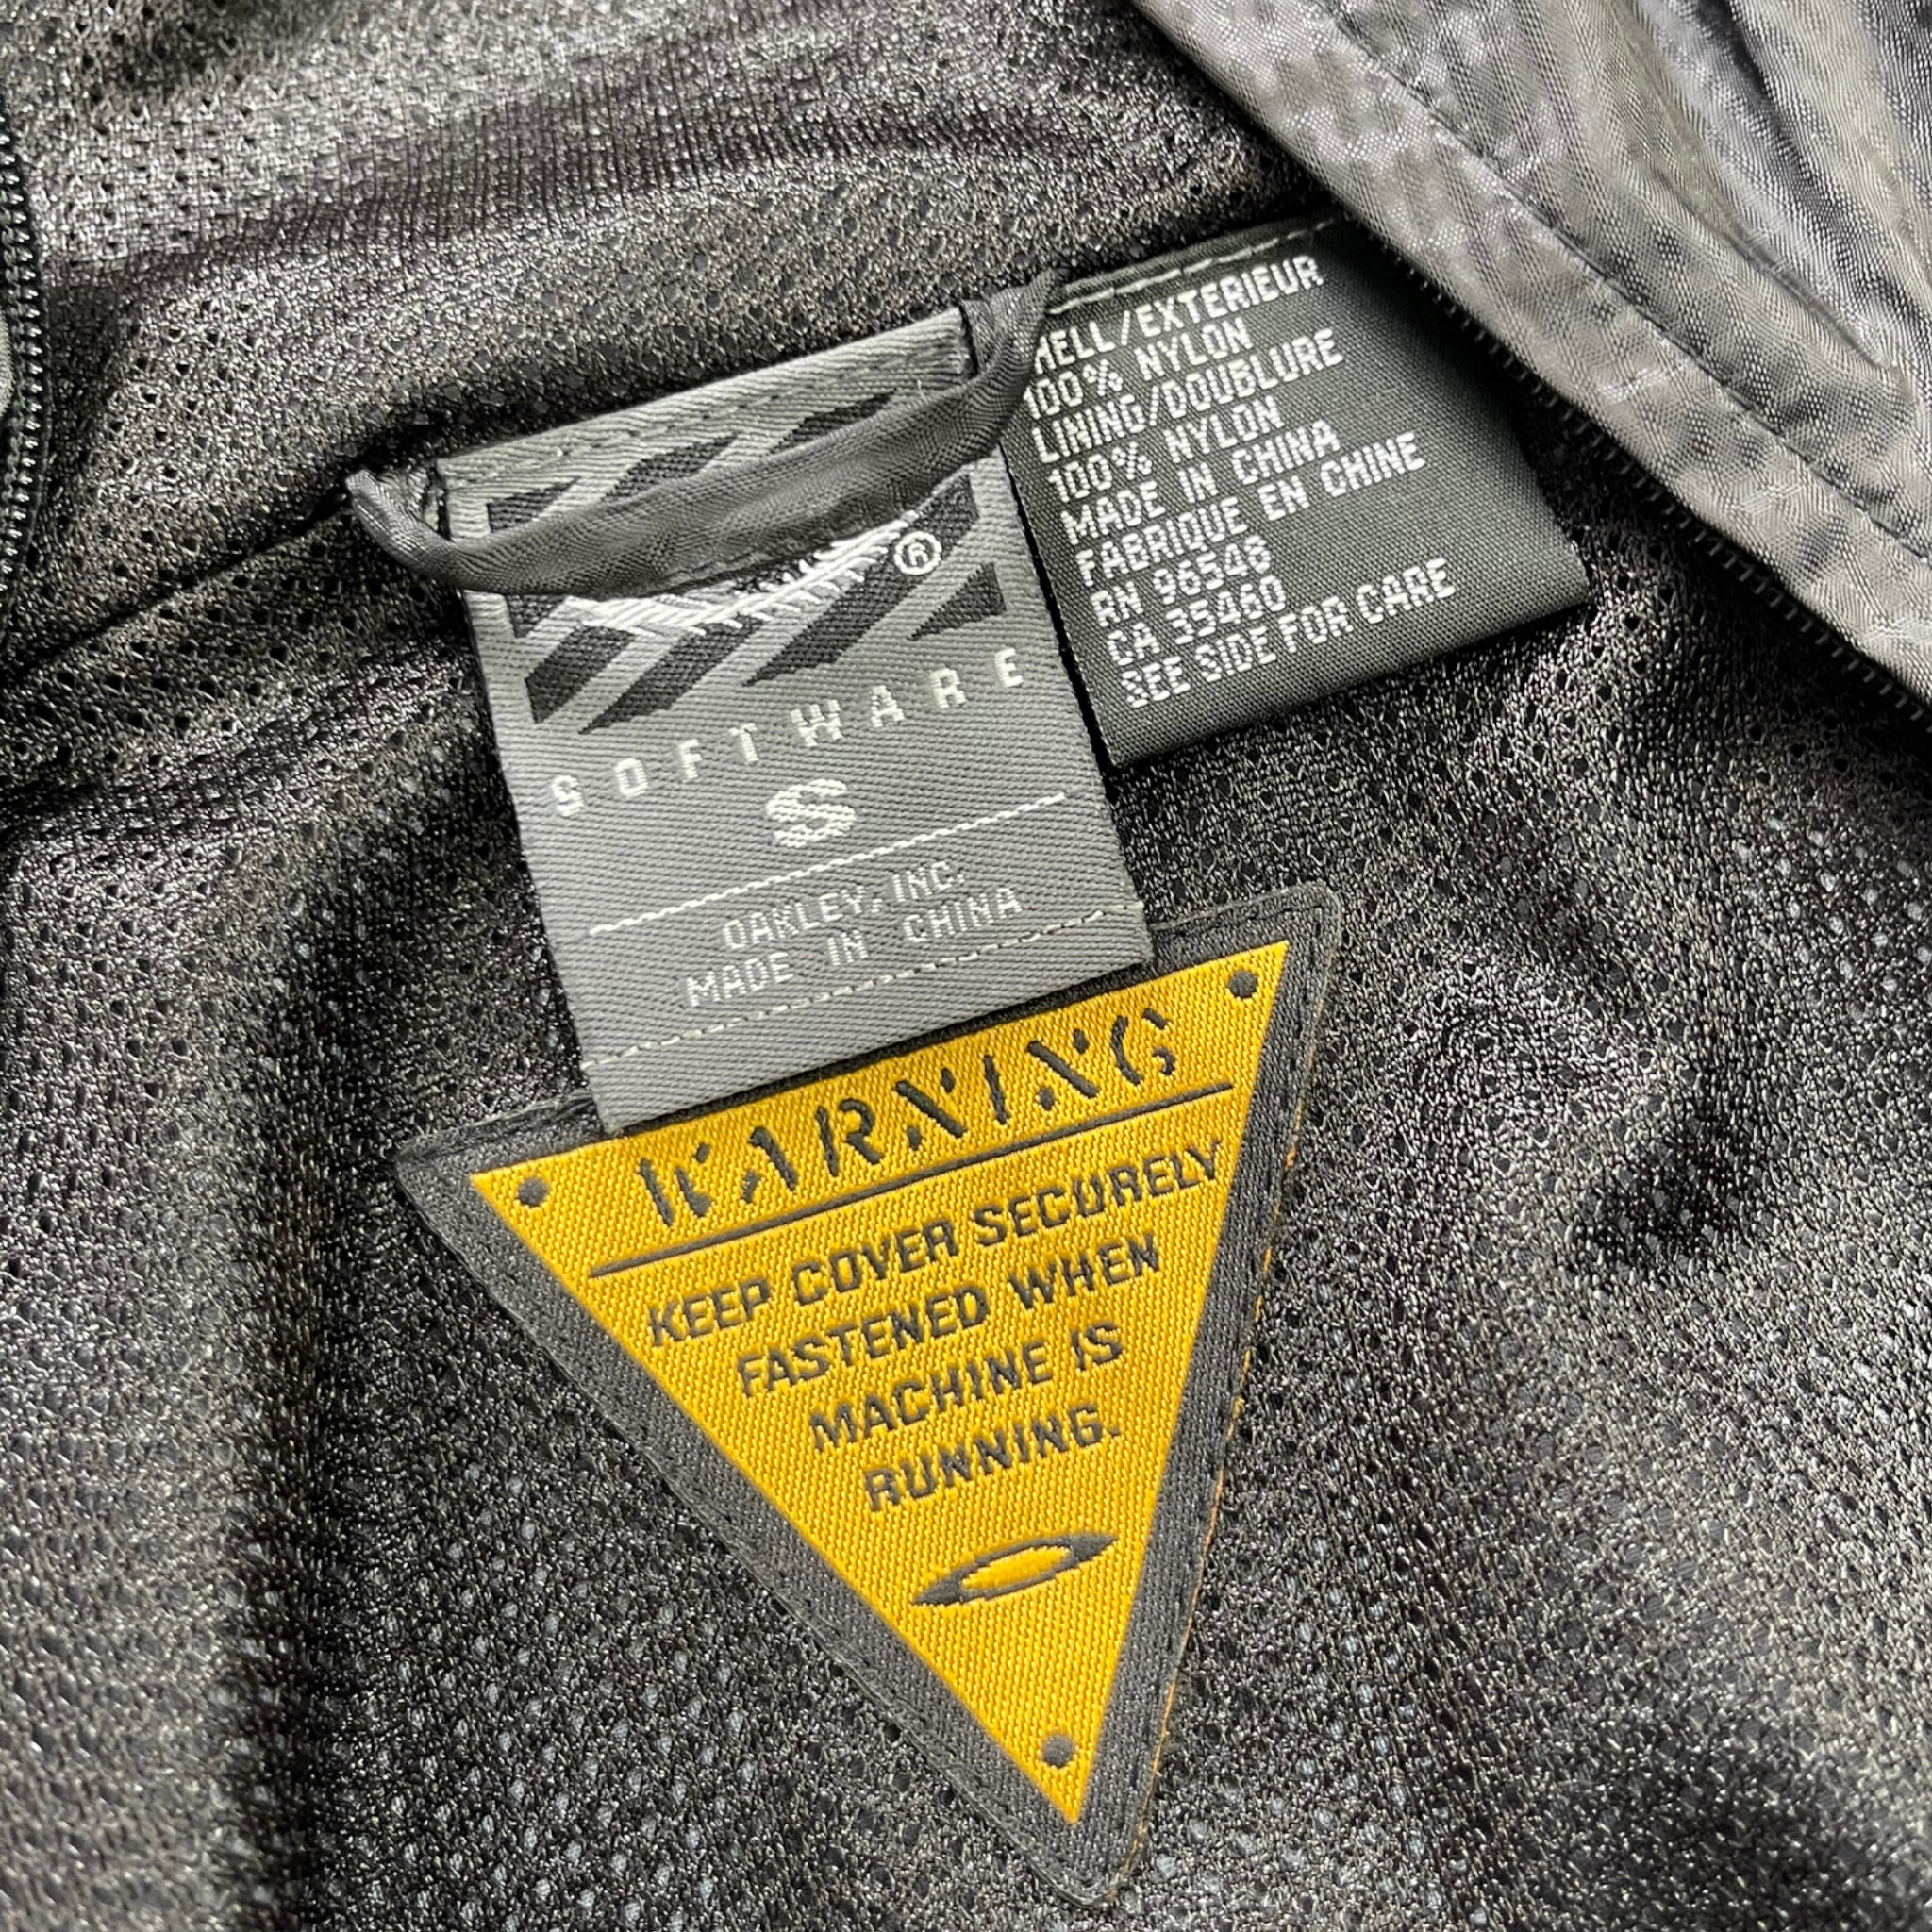 ®
SOFTWARE
S
OAKLEY, INC.
MADE IN CHINA
HELL/EXTERIEUR
100% NYLON
LINING/DOUBLURE
100% NYLON
MADE IN CHINA
FABRIQUE EN CHINE
RN 96548
CA 35460
SEE SIDE FOR CARE
WARNING
KEEP COVER SECURELY
FASTENED WHEN
MACHINE IS
RUNNING.